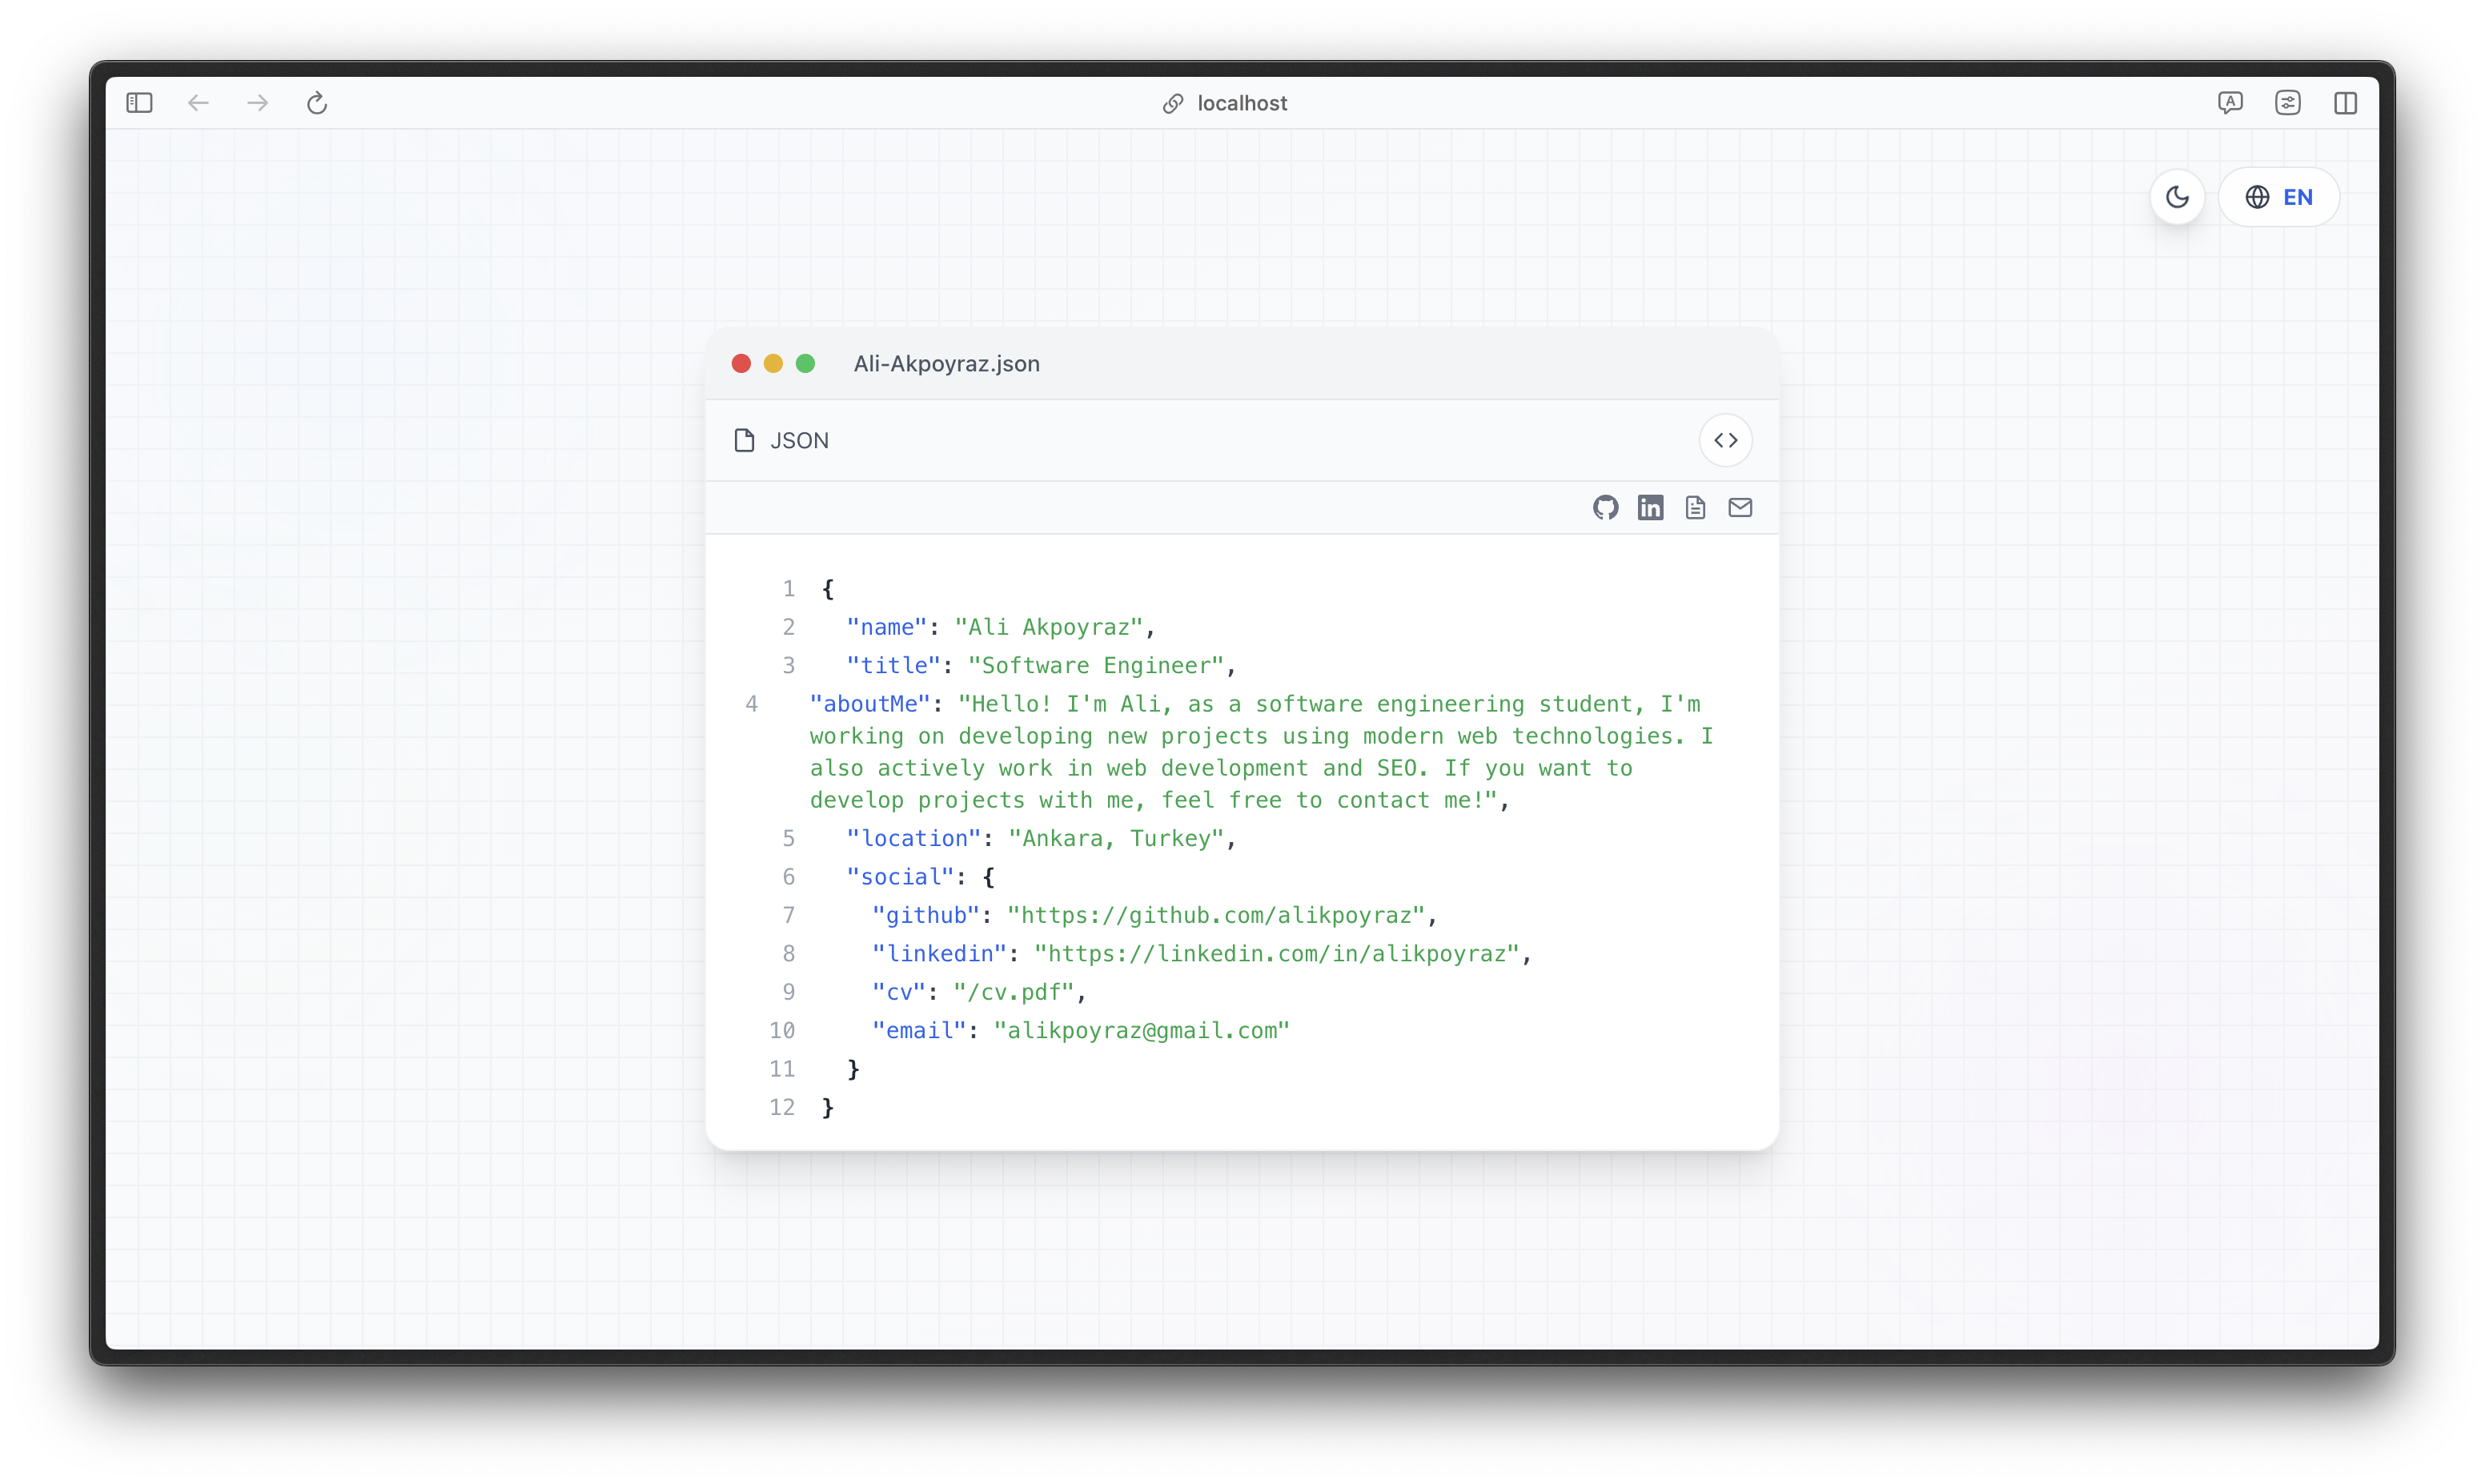 localhost
EN
Ali-Akpoyraz.json
JSON
1 {
2 "name": "Ali Akpoyraz",
3 "title": "Software Engineer",
4 "aboutMe": "Hello! I'm Ali, as a software engineering student, I'm
working on developing new projects using modern web technologies. I
also actively work in web development and SEO. If you want to
develop projects with me, feel free to contact me!",
5 "location": "Ankara, Turkey",
6 "social": {
7 "github": "https://github.com/alikpoyraz",
8 "linkedin": "https://linkedin.com/in/alikpoyraz",
9 "cv": "/cv.pdf",
10 "email": "alikpoyraz@gmail.com"
11 }
12 }